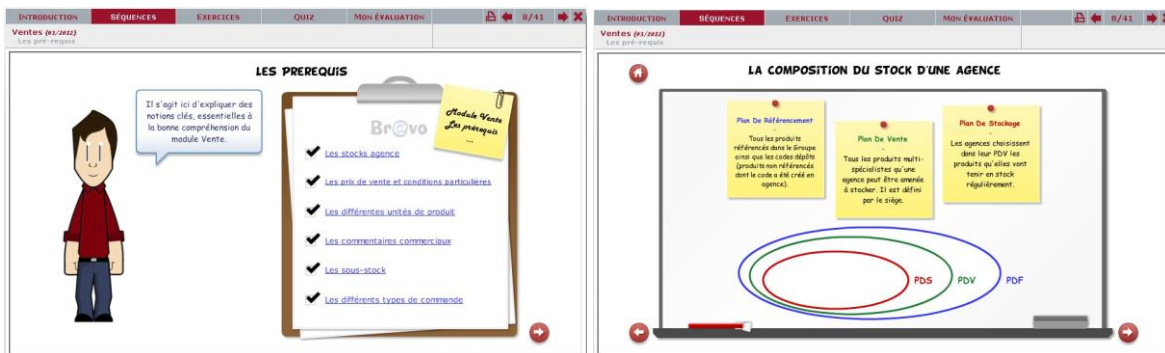 INTRODUCTION SÉQUENCES EXERCICES QUIZ MON ÉVALUATION 8/41
Ventes (03/2022)
Les pré-requis
LES PREREQUIS
Il s'agit ici d'expliquer des
notions clés, essentielles à
la bonne compréhension du
module Vente.
Br@vo
Module Vente
Les prérequis
...
Les stocks agence
Les prix de vente et conditions particulières
Les différentes unités de produit
Les commentaires commerciaux
Les sous-stock
Les différents types de commande
INTRODUCTION SÉQUENCES EXERCICES QUIZ MON ÉVALUATION 8/41
Ventes (03/2022)
Les pré-requis
LA COMPOSITION DU STOCK D'UNE AGENCE
Plan De Référencement
-
Tous les produits
référencés dans le Groupe
ainsi que les codes dépôts
(produits non référencés
dont le code a été créé en
agence).
Plan De Vente
-
Tous les produits multi-
spécialistes qu'une
agence peut être amenée
à stocker. Il est défini
par le siège.
Plan De Stockage
-
Les agences choisissent
dans leur PDV les
produits qu'elles vont
tenir en stock
régulièrement.
PDS PDV PDF